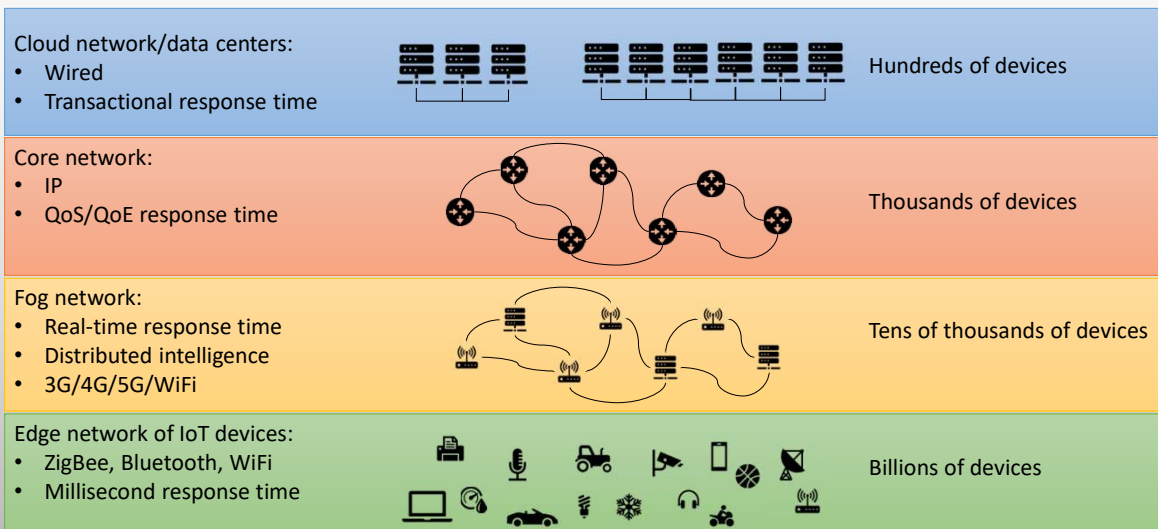 Cloud network/data centers:
• Wired
• Transactional response time
Hundreds of devices
Core network:
• IP
• QoS/QoE response time
Thousands of devices
Fog network:
• Real-time response time
• Distributed intelligence
• 3G/4G/5G/WiFi
Tens of thousands of devices
Edge network of IoT devices:
• ZigBee, Bluetooth, WiFi
• Millisecond response time
Billions of devices